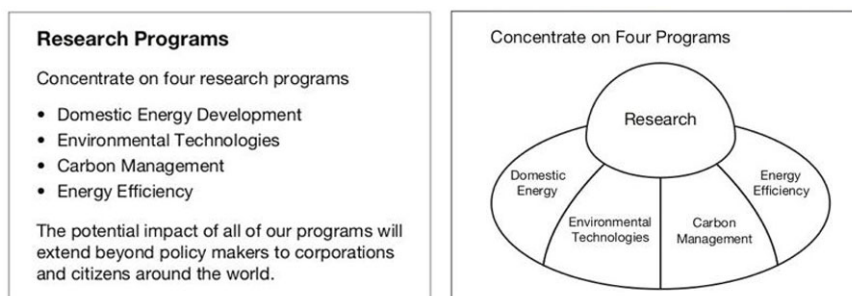 Research Programs
Concentrate on four research programs
• Domestic Energy Development
• Environmental Technologies
• Carbon Management
• Energy Efficiency
The potential impact of all of our programs will
extend beyond policy makers to corporations
and citizens around the world.
Concentrate on Four Programs
Research
Domestic
Energy
Environmental
Technologies
Carbon
Management
Energy
Efficiency